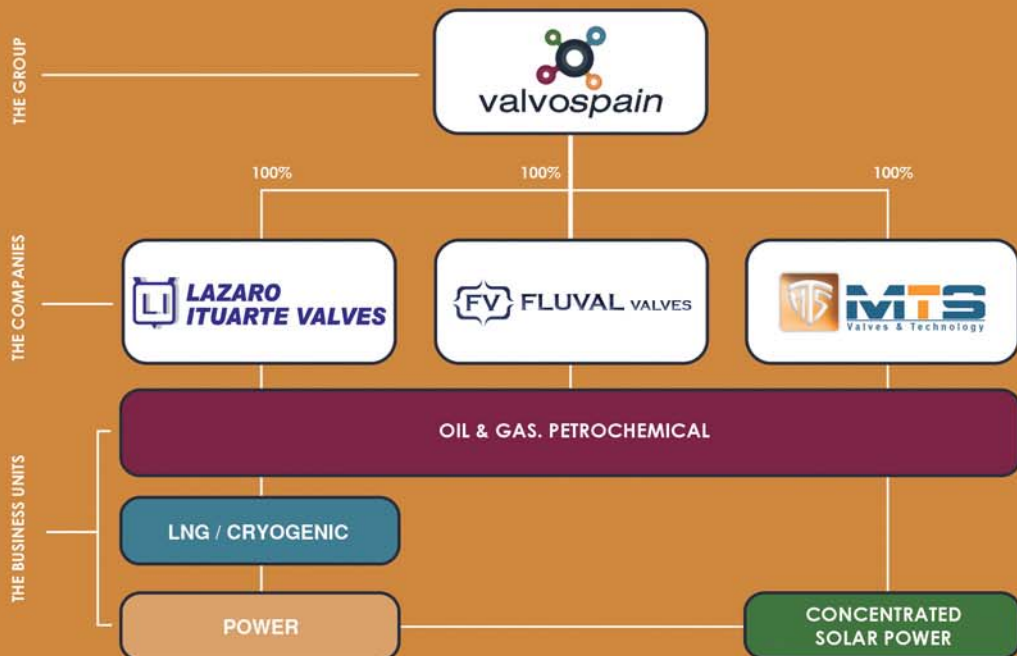 THE GROUP
valvospain
100%
100%
100%
THE COMPANIES
LI
LAZARO
ITUARTE VALVES
FV
FLUVAL VALVES
MTS
MTS
Valves & Technology
THE BUSINESS UNITS
OIL & GAS. PETROCHEMICAL
LNG / CRYOGENIC
POWER
CONCENTRATED
SOLAR POWER